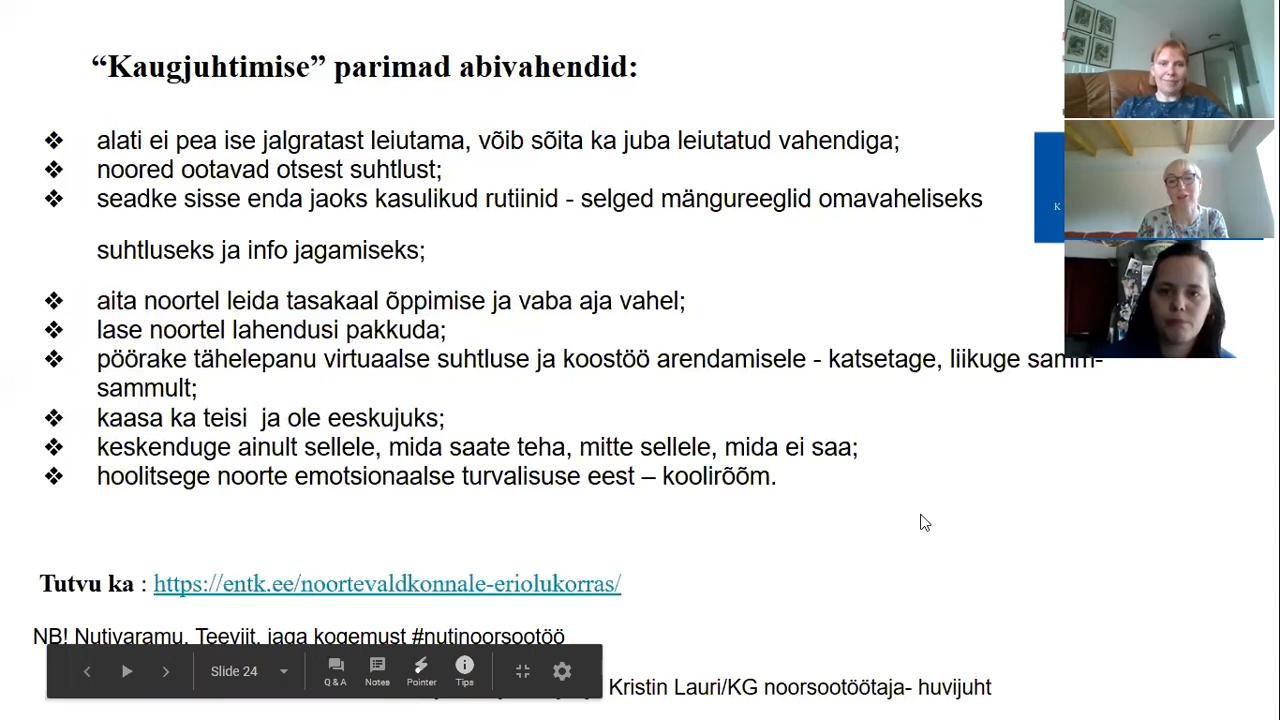 “Kaugjuhtimise” parimad abivahendid:
❖ alati ei pea ise jalgratast leiutama, võib sõita ka juba leiutatud vahendiga;
❖ noored ootavad otsest suhtlust;
❖ seadke sisse enda jaoks kasulikud rutiinid - selged mängureeglid omavaheliseks
suhtluseks ja info jagamiseks;
❖ aita noortel leida tasakaal õppimise ja vaba aja vahel;
❖ lase noortel lahendusi pakkuda;
❖ pöörake tähelepanu virtuaalse suhtluse ja koostöö arendamisele - katsetage, liikuge samm-
sammult;
❖ kaasa ka teisi ja ole eeskujuks;
❖ keskenduge ainult sellele, mida saate teha, mitte sellele, mida ei saa;
❖ hoolitsege noorte emotsionaalse turvalisuse eest – koolirõõm.
K
Tutvu ka : https://entk.ee/noortevaldkonnale-eriolukorras/
NB! Nutivaramu, Teeviit, jaga kogemust #nutinoorsootöö
Slide 24
Q & A
Notes
Pointer
Tips
Kristin Lauri/KG noorsootöötaja- huvijuht